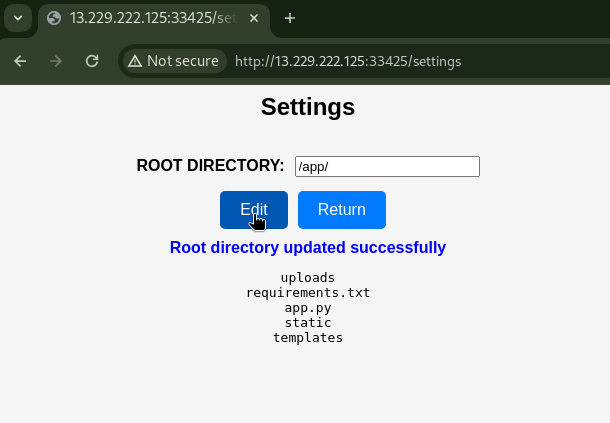 13.229.222.125:33425/set
Not secure http://13.229.222.125:33425/settings
Settings
ROOT DIRECTORY: /app/
Edit Return
Root directory updated successfully
uploads
requirements.txt
app.py
static
templates